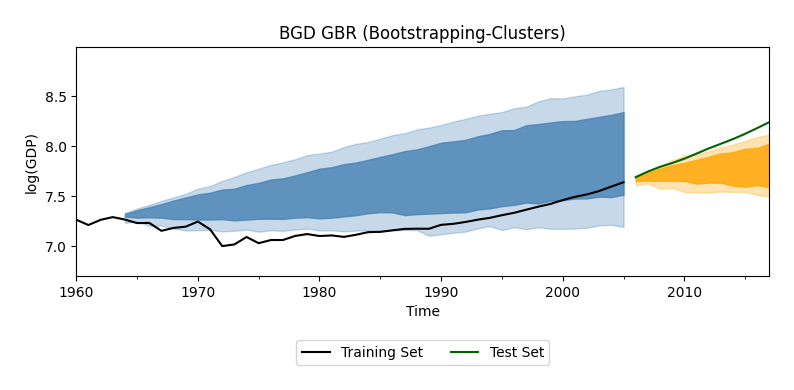 BGD GBR (Bootstrapping-Clusters)
log(GDP)
8.5
8.0
7.5
7.0
1960 1970 1980 1990 2000 2010
Time
Training Set Test Set